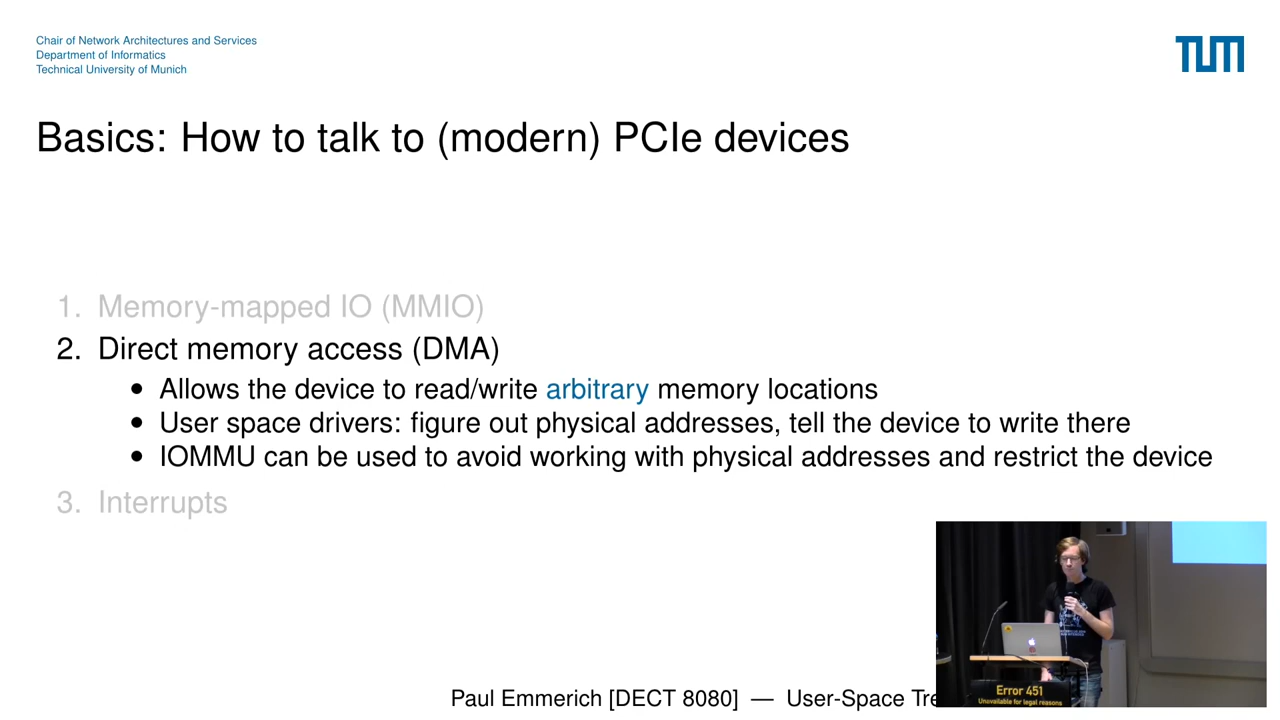 Chair of Network Architectures and Services
Department of Informatics
Technical University of Munich
TUM
Basics: How to talk to (modern) PCIe devices
1. Memory-mapped IO (MMIO)
2. Direct memory access (DMA)
• Allows the device to read/write arbitrary memory locations
• User space drivers: figure out physical addresses, tell the device to write there
• IOMMU can be used to avoid working with physical addresses and restrict the device
3. Interrupts
Paul Emmerich [DECT 8080] — User-Space
Error 451
Unavailable for legal reasons